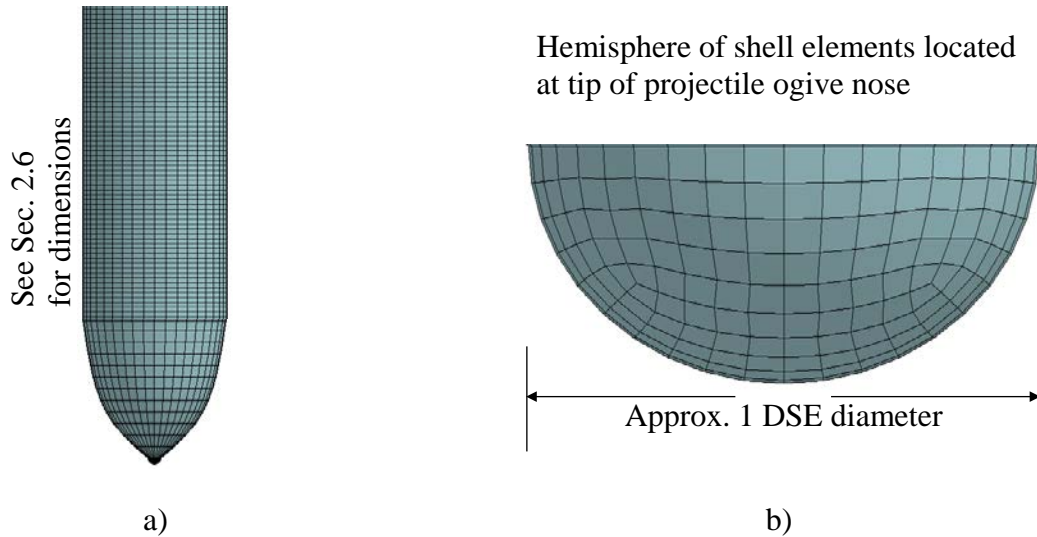 See Sec. 2.6
for dimensions
Hemisphere of shell elements located
at tip of projectile ogive nose
Approx. 1 DSE diameter
a)
b)